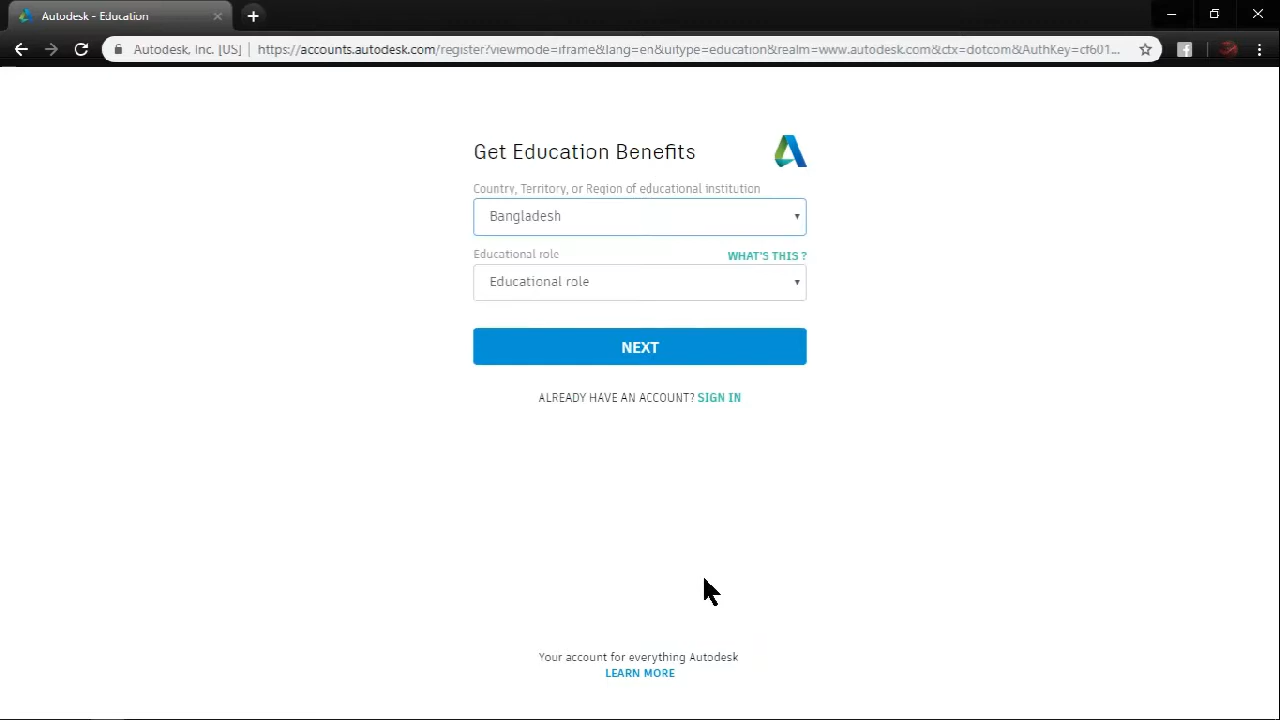 Autodesk - Education
Autodesk, Inc. [US] https://accounts.autodesk.com/register?viewmode=iframe&lang=en&uitype=education&realm=www.autodesk.com&ctx=dotcom&AuthKey=cf601...
Get Education Benefits
Country, Territory, or Region of educational institution
Bangladesh
Educational role WHAT'S THIS ?
Educational role
NEXT
ALREADY HAVE AN ACCOUNT? SIGN IN
Your account for everything Autodesk
LEARN MORE